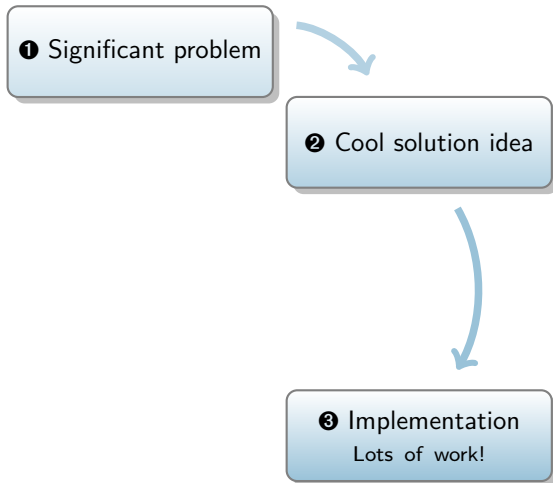 ❶ Significant problem
❷ Cool solution idea
❸ Implementation
Lots of work!